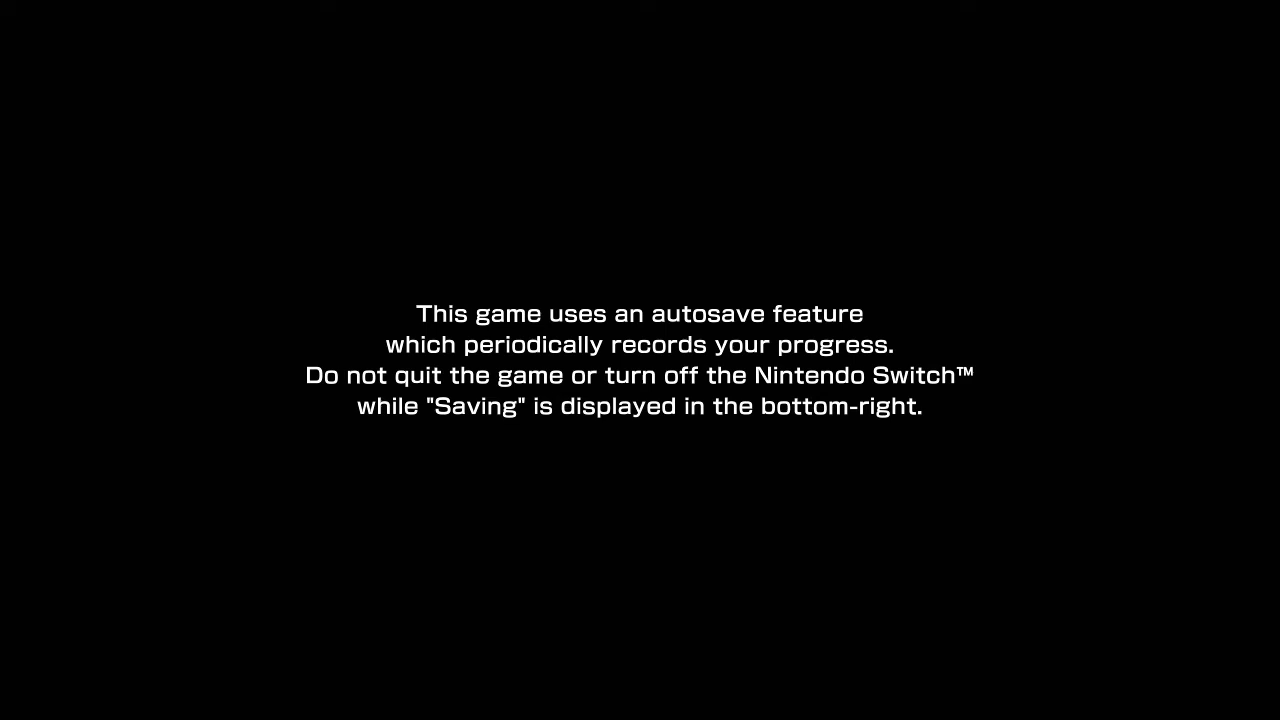 This game uses an autosave feature
which periodically records your progress.
Do not quit the game or turn off the Nintendo Switch™
while "Saving" is displayed in the bottom-right.